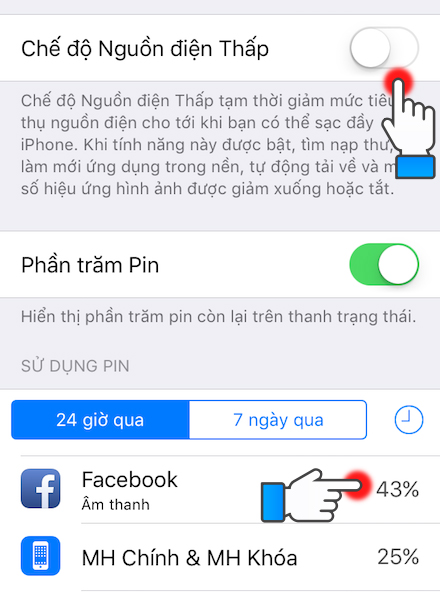 Chế độ Nguồn điện Thấp
Chế độ Nguồn điện Thấp tạm thời giảm mức tiêu
thụ nguồn điện cho tới khi bạn có thể sạc đầy
iPhone. Khi tính năng này được bật, tìm nạp thư,
làm mới ứng dụng trong nền, tự động tải về và m
số hiệu ứng hình ảnh được giảm xuống hoặc tắt.
Phần trăm Pin
Hiển thị phần trăm pin còn lại trên thanh trạng thái.
SỬ DỤNG PIN
24 giờ qua 7 ngày qua
Facebook 43%
Âm thanh
MH Chính & MH Khóa 25%